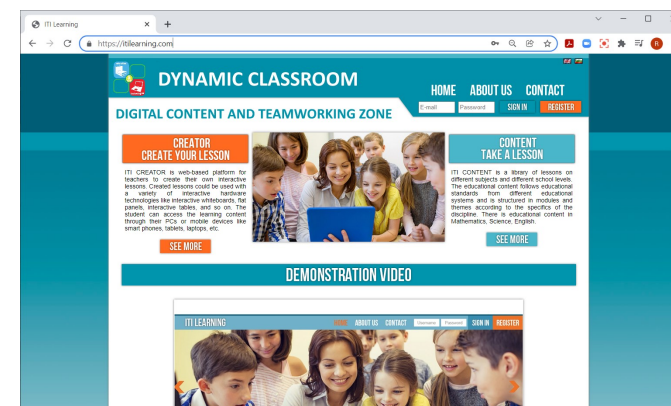 ITI Learning
https://itilearning.com
R
DYNAMIC CLASSROOM
HOME ABOUT US CONTACT
E-mail Password SIGN IN REGISTER
DIGITAL CONTENT AND TEAMWORKING ZONE
CREATOR
CREATE YOUR LESSON
ITI CREATOR is web-based platform for
teachers to create their own interactive
lessons. Created lessons could be used with
a variety of interactive hardware
technologies like interactive whiteboards, flat
panels, interactive tables, and so on. The
student can access the learning content
through their PCs or mobile devices like
smart phones, tablets, laptops, etc.
SEE MORE
CONTENT
TAKE A LESSON
ITI CONTENT is a library of lessons on
different subjects and different school levels.
The educational content follows educational
standards from different educational
systems and is structured in modules and
themes according to the specifics of the
discipline. There is educational content in
Mathematics, Science, English.
SEE MORE
DEMONSTRATION VIDEO
ITI LEARNING HOME ABOUT US CONTACT Username Password SIGN IN REGISTER